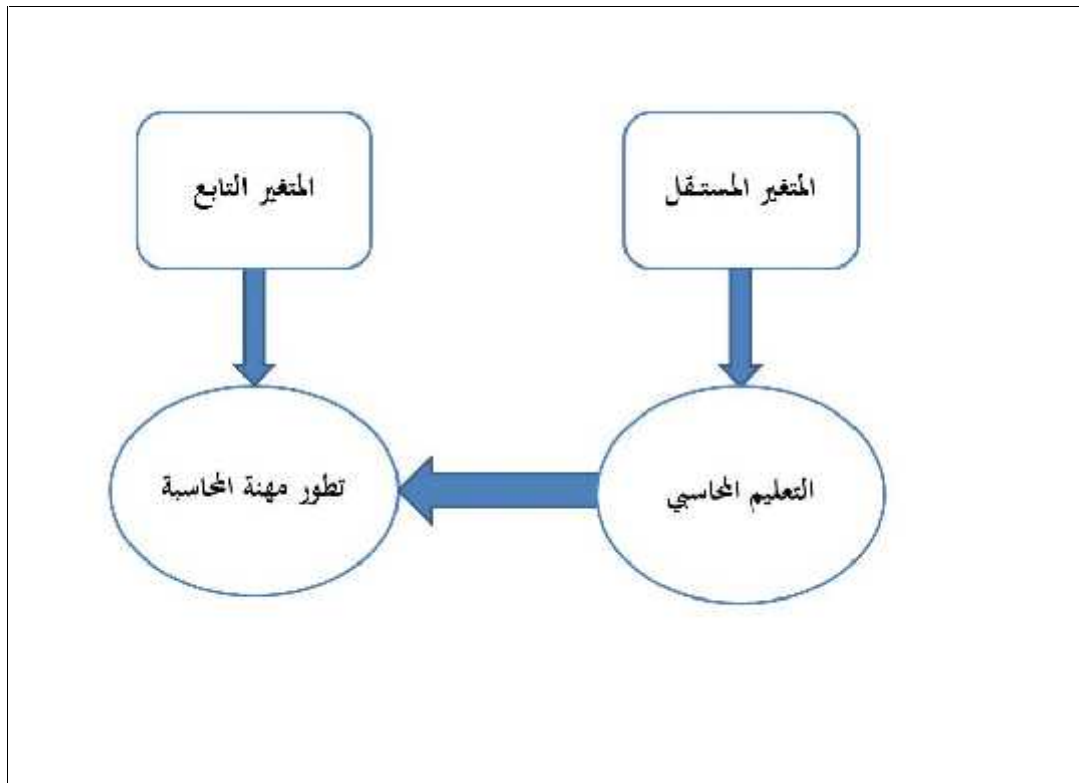 المتغير المستقل
المتغير التابع
التعليم المحاسبي
تطور مهنة المحاسبة